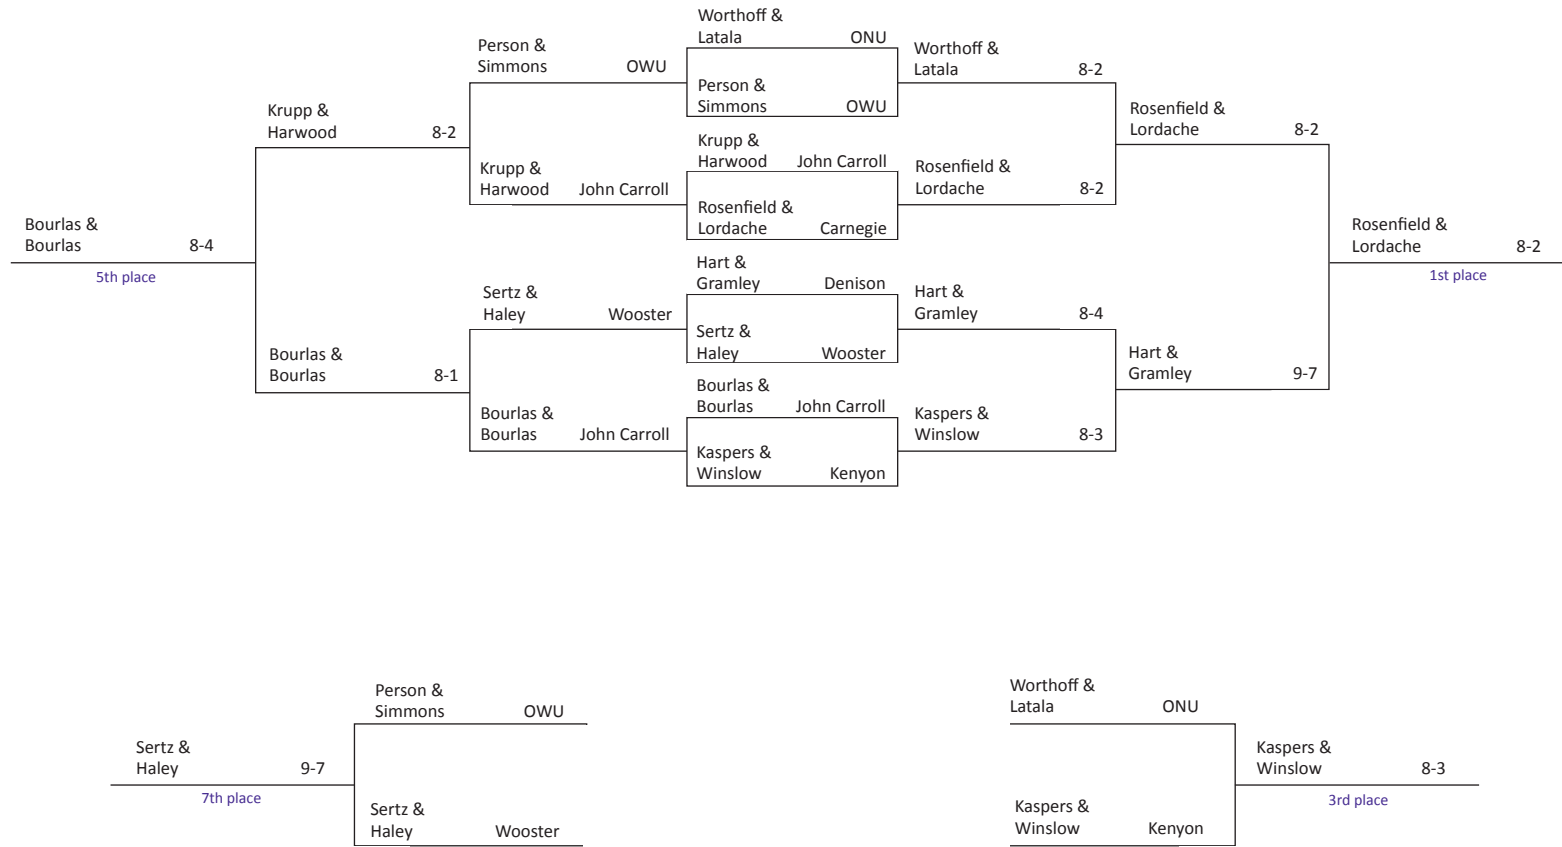 Worthoff &
Latala ONU
Person &
Simmons OWU
Worthoff &
Latala 8-2
Person &
Simmons OWU
Krupp &
Harwood 8-2
Rosenfield &
Lordache 8-2
Krupp &
Harwood John Carroll
Krupp &
Harwood John Carroll
Rosenfield &
Lordache 8-2
Rosenfield &
Lordache Carnegie
Bourlas &
Bourlas 8-4
5th place
Rosenfield &
Lordache 8-2
1st place
Hart &
Gramley Denison
Sertz &
Haley Wooster
Hart &
Gramley 8-4
Sertz &
Haley Wooster
Bourlas &
Bourlas 8-1
Hart &
Gramley 9-7
Bourlas &
Bourlas John Carroll
Bourlas &
Bourlas John Carroll
Kaspers &
Winslow 8-3
Kaspers &
Winslow Kenyon
Person &
Simmons OWU
Sertz &
Haley 9-7
7th place
Sertz &
Haley Wooster
Worthoff &
Latala ONU
Kaspers &
Winslow 8-3
3rd place
Kaspers &
Winslow Kenyon